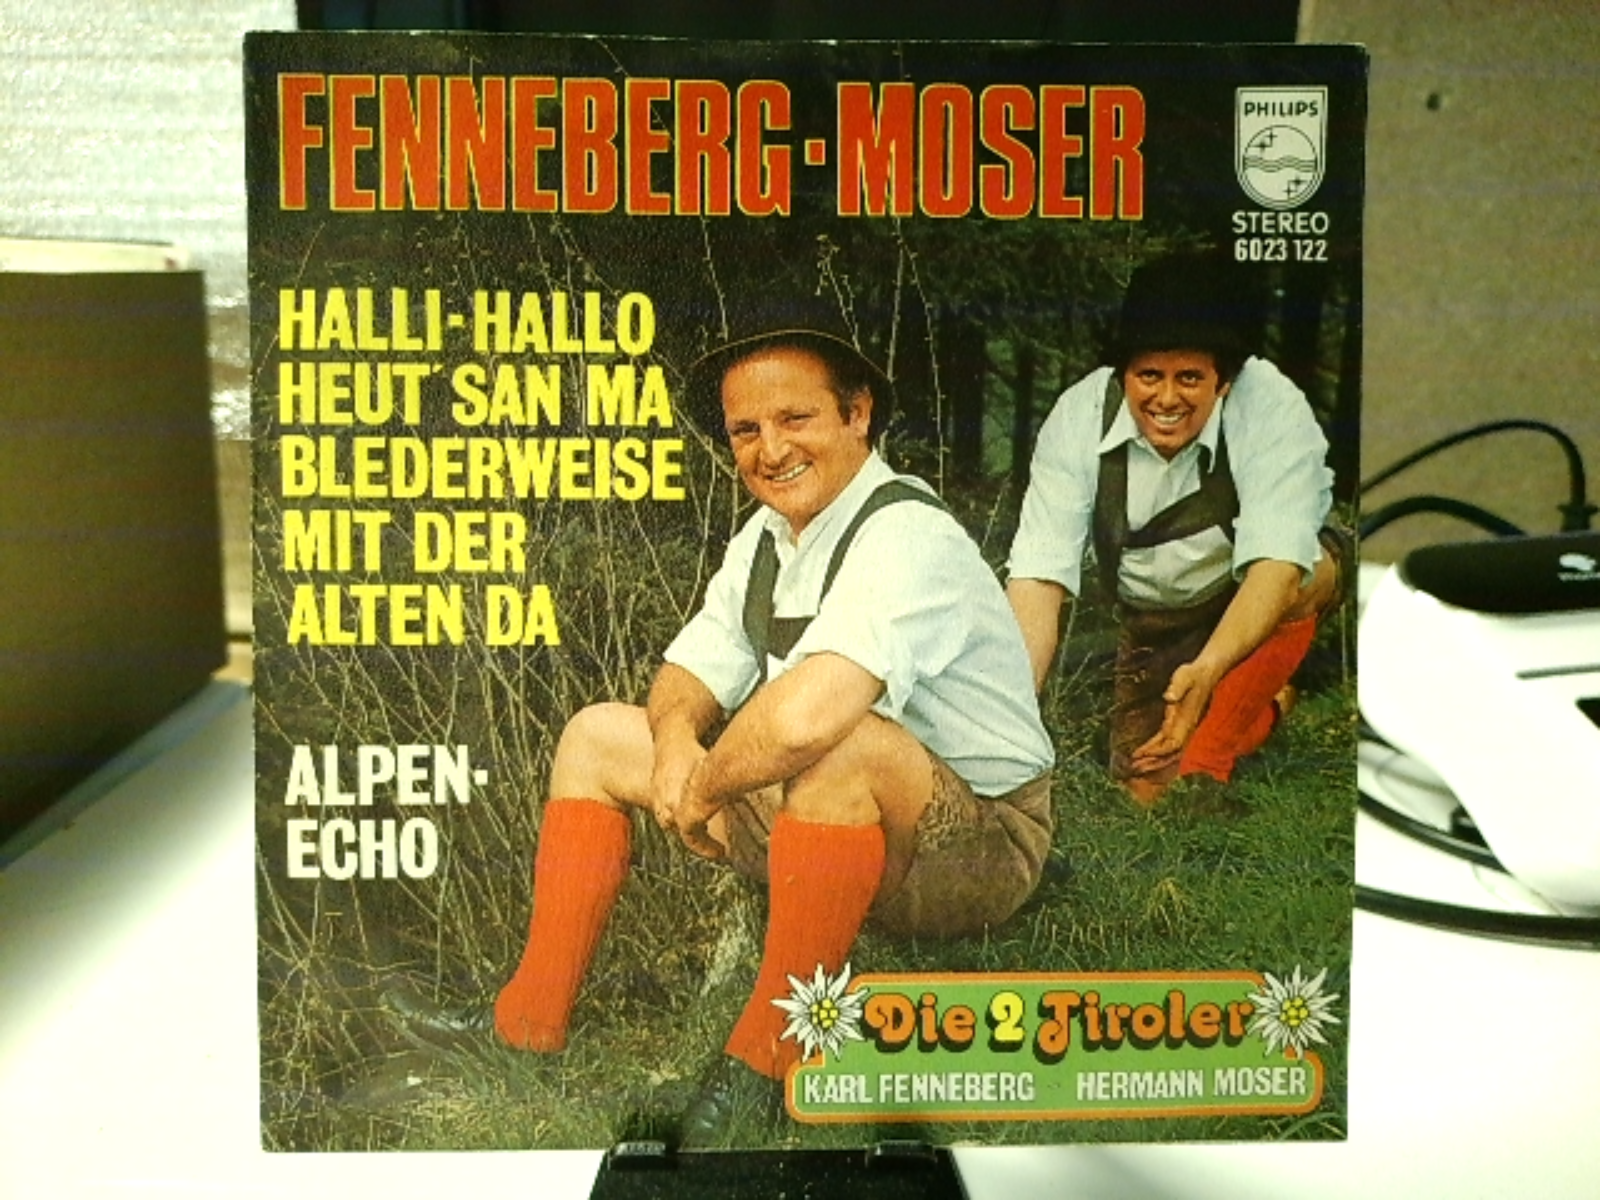 FENNEBERG·MOSER
PHILIPS
STEREO
6023 122
HALLI-HALLO
HEUT´SAN MA
BLEDERWEISE
MIT DER
ALTEN DA
ALPEN-
ECHO
Die 2 Tiroler
KARL FENNEBERG HERMANN MOSER